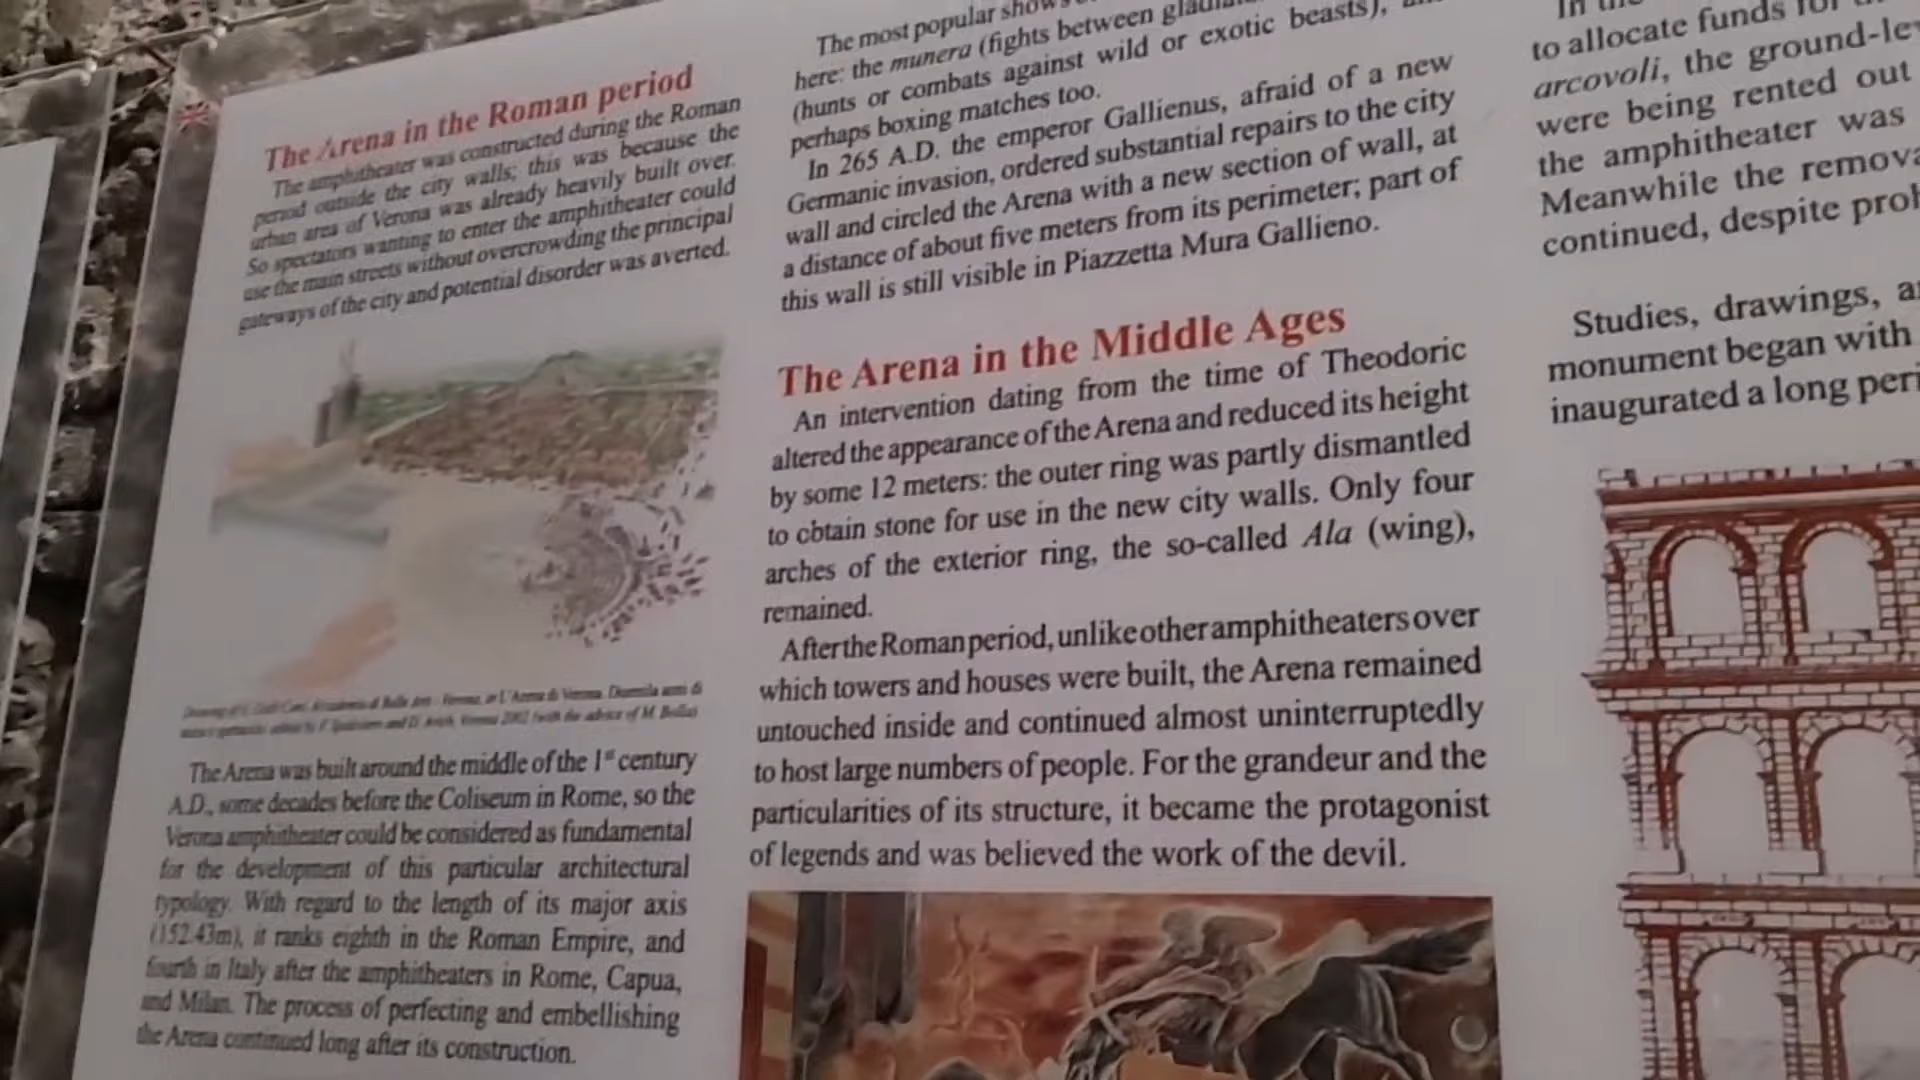 The Arena in the Roman period
The amphitheater was constructed during the Roman
period outside the city walls; this was because the
urban area of Verona was already heavily built over.
So spectators wanting to enter the amphitheater could
use the main streets without overcrowding the principal
gateways of the city and potential disorder was averted.
The Arena was built around the middle of the 1st century
A.D., some decades before the Coliseum in Rome, so the
Verona amphitheater could be considered as fundamental
for the development of this particular architectural
typology. With regard to the length of its major axis
(152.43m), it ranks eighth in the Roman Empire, and
fourth in Italy after the amphitheaters in Rome, Capua,
and Milan. The process of perfecting and embellishing
the Arena continued long after its construction.
The most popular shows
here: the munera (fights between
(hunts or combats against wild or exotic beasts),
perhaps boxing matches too.
In 265 A.D. the emperor Gallienus, afraid of a new
Germanic invasion, ordered substantial repairs to the city
wall and circled the Arena with a new section of wall, at
a distance of about five meters from its perimeter; part of
this wall is still visible in Piazzetta Mura Gallieno.
The Arena in the Middle Ages
An intervention dating from the time of Theodoric
altered the appearance of the Arena and reduced its height
by some 12 meters: the outer ring was partly dismantled
to obtain stone for use in the new city walls. Only four
arches of the exterior ring, the so-called Ala (wing),
remained.
After the Roman period, unlike other amphitheaters over
which towers and houses were built, the Arena remained
untouched inside and continued almost uninterruptedly
to host large numbers of people. For the grandeur and the
particularities of its structure, it became the protagonist
of legends and was believed the work of the devil.
to allocate funds for
arcovoli, the ground-le
were being rented out
the amphitheater was
Meanwhile the remov
continued, despite
Studies, drawings,
monument began with
inaugurated a long